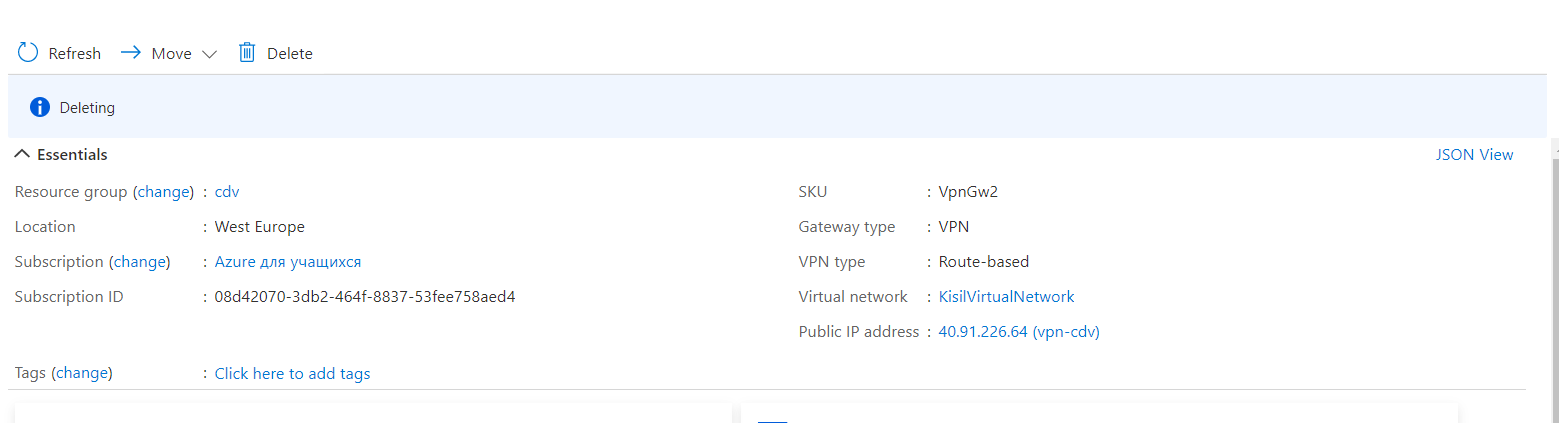 Refresh Move Delete
Deleting
Essentials JSON View
Resource group (change) : cdv
Location : West Europe
Subscription (change) : Azure для учащихся
Subscription ID : 08d42070-3db2-464f-8837-53fee758aed4
SKU : VpnGw2
Gateway type : VPN
VPN type : Route-based
Virtual network : KisilVirtualNetwork
Public IP address : 40.91.226.64 (vpn-cdv)
Tags (change) : Click here to add tags